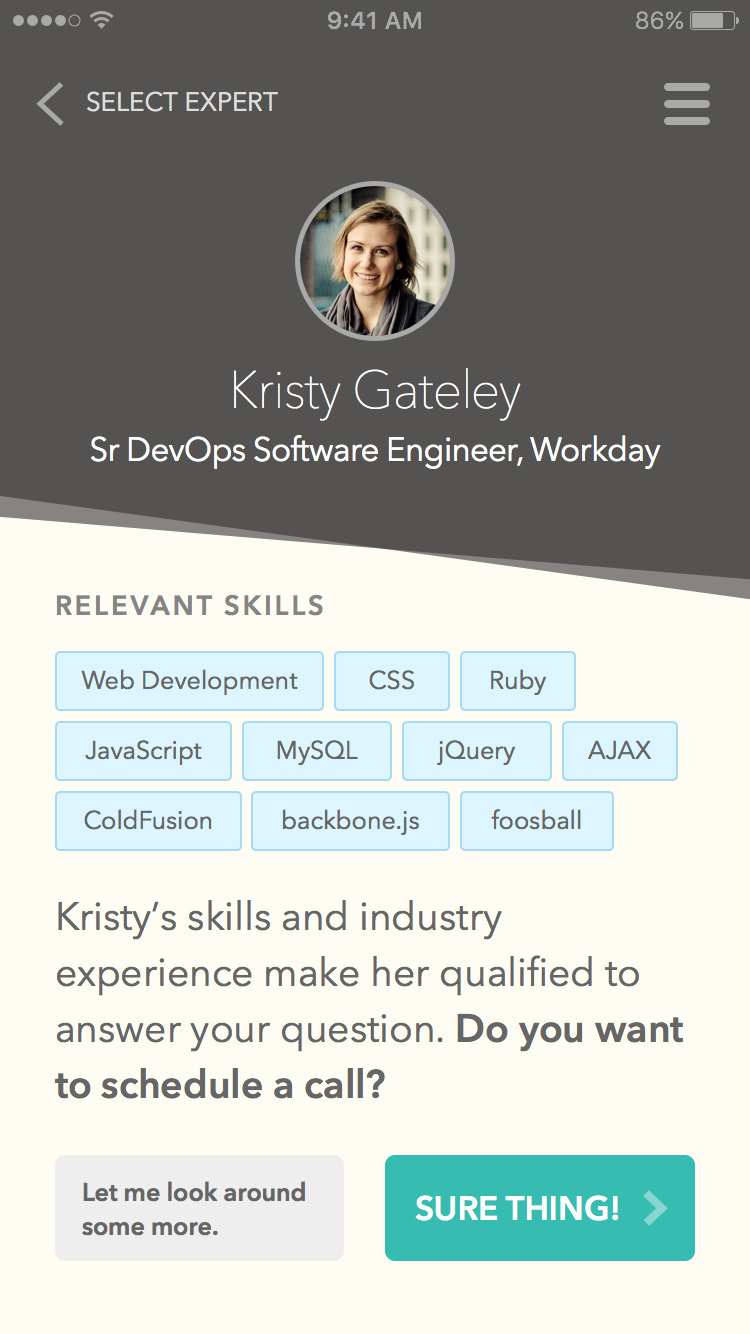 9:41 AM 86%
SELECT EXPERT
Kristy Gateley
Sr DevOps Software Engineer, Workday
RELEVANT SKILLS
Web Development CSS Ruby
JavaScript MySQL jQuery AJAX
ColdFusion backbone.js foosball
Kristy’s skills and industry
experience make her qualified to
answer your question. Do you want
to schedule a call?
Let me look around
some more.
SURE THING!